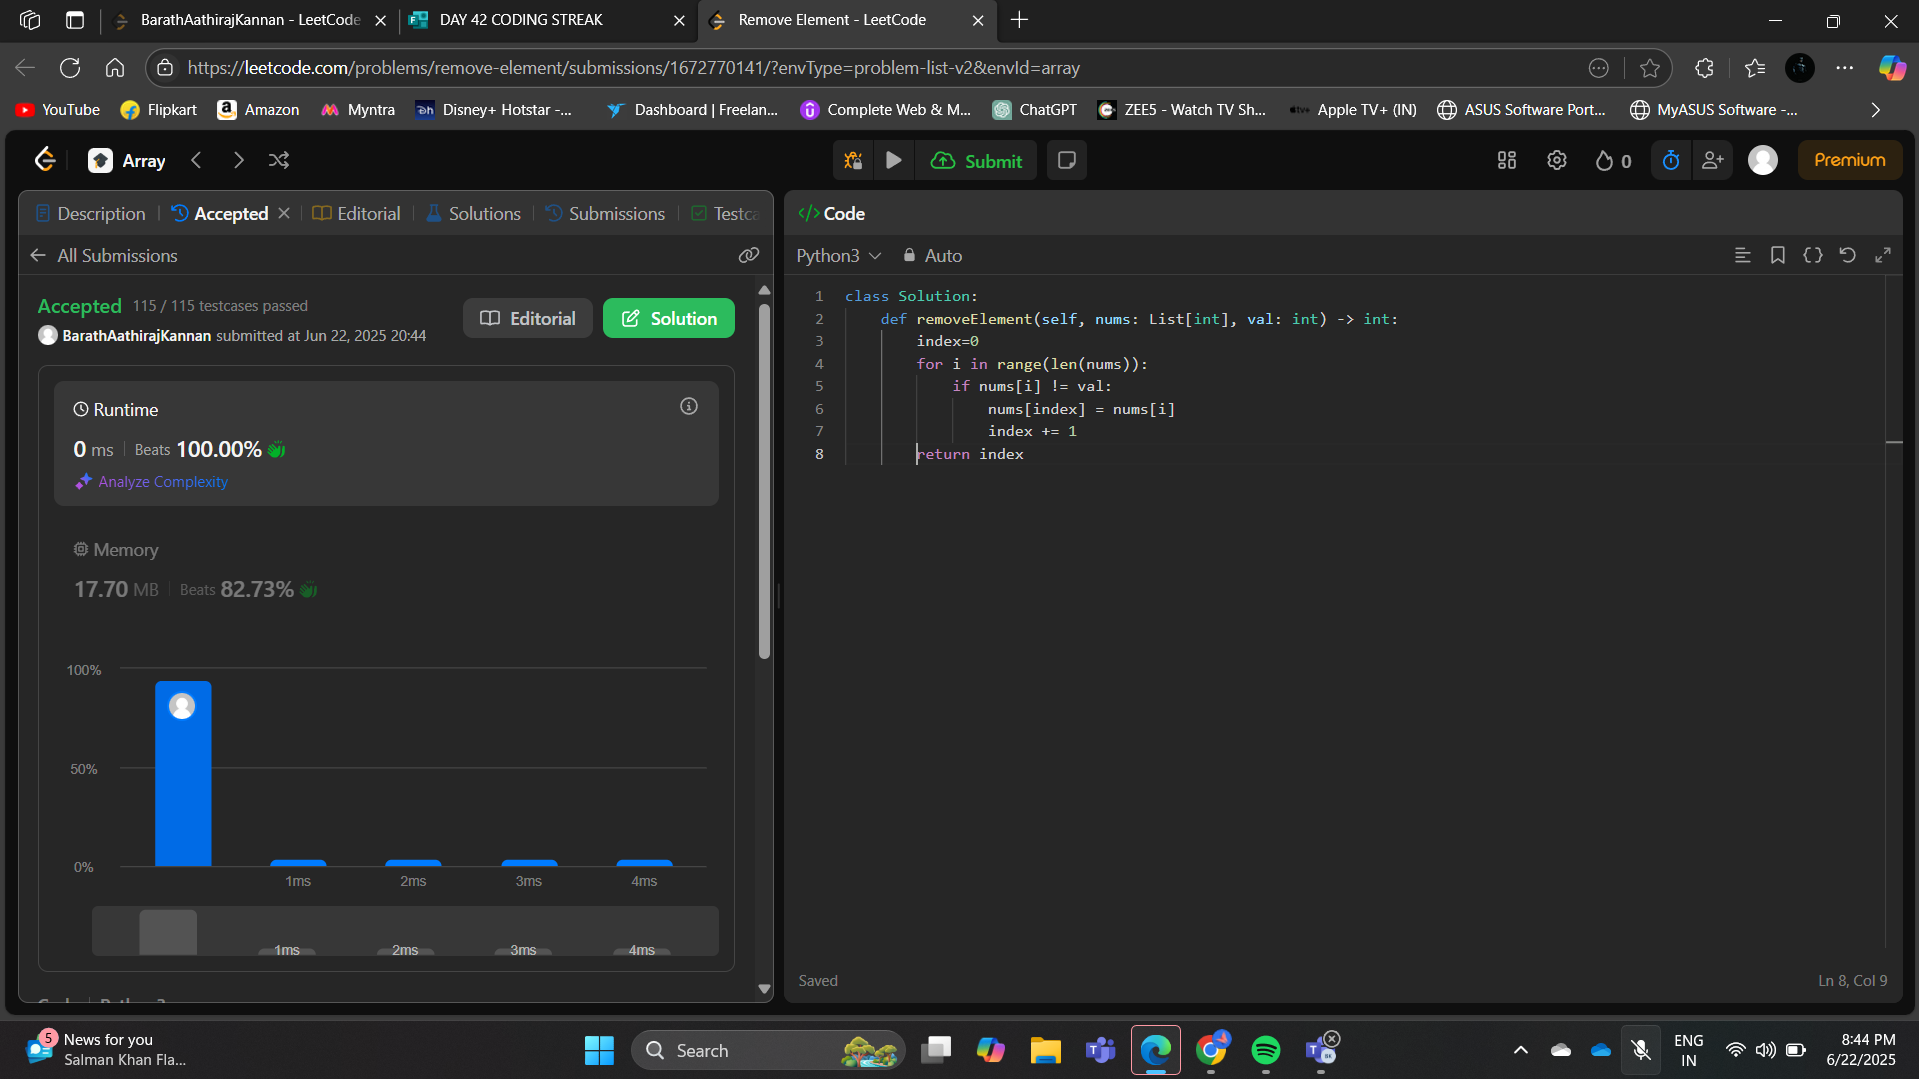 BarathAathirajKannan - LeetCode
DAY 42 CODING STREAK
Remove Element - LeetCode
https://leetcode.com/problems/remove-element/submissions/1672770141/?envType=problem-list-v2&envId=array
YouTube
Flipkart
Amazon
Myntra
Disney+ Hotstar -...
Dashboard | Freelan...
Complete Web & M...
ChatGPT
ZEE5 - Watch TV Sh...
Apple TV+ (IN)
ASUS Software Port...
MyASUS Software -...
Array
Submit
0
Premium
Description
Accepted
Editorial
Solutions
Submissions
Testca
All Submissions
Accepted 115 / 115 testcases passed
BarathAathirajKannan submitted at Jun 22, 2025 20:44
Editorial
Solution
Runtime
0 ms Beats 100.00%
Analyze Complexity
Memory
17.70 MB Beats 82.73%
100%
50%
0%
1ms 2ms 3ms 4ms
1ms 2ms 3ms 4ms
</> Code
Python3
Auto
1 class Solution:
2 def removeElement(self, nums: List[int], val: int) -> int:
3 index=0
4 for i in range(len(nums)):
5 if nums[i] != val:
6 nums[index] = nums[i]
7 index += 1
8 return index
Saved
Ln 8, Col 9
5
News for you
Salman Khan Fla...
Search
ENG
IN
8:44 PM
6/22/2025